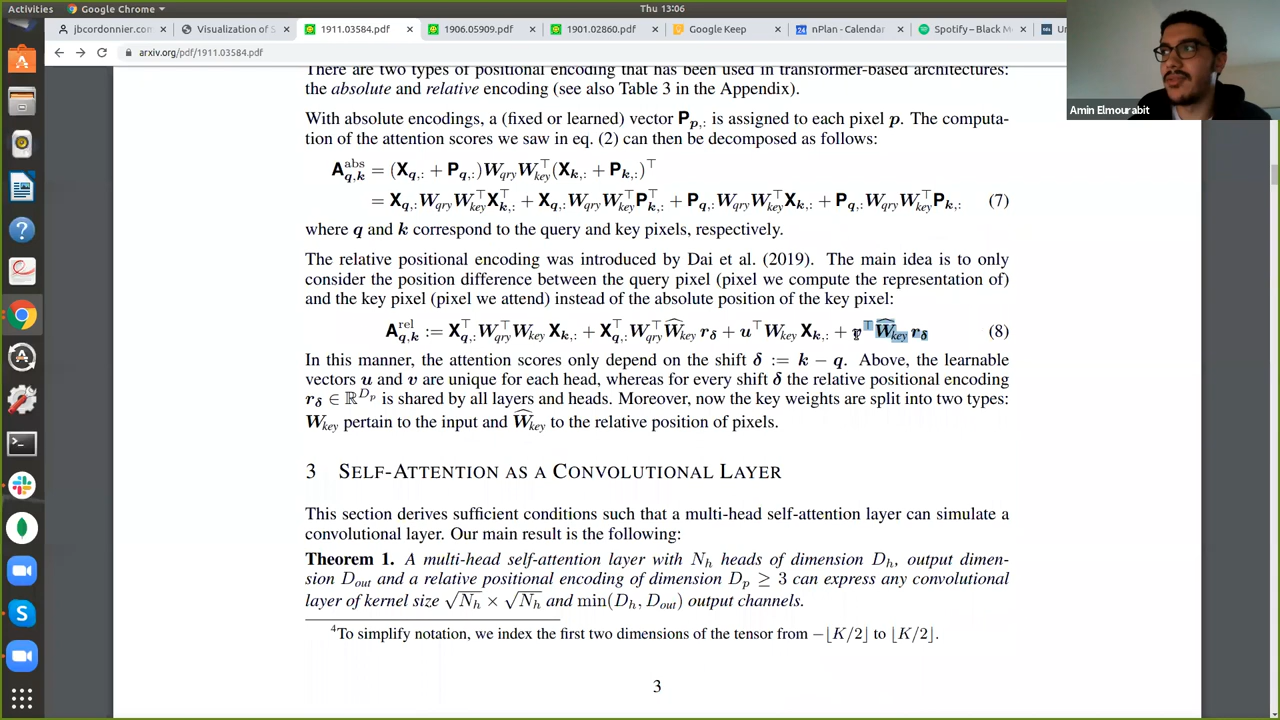 Activities
Google Chrome
Thu 13:06
jbcordonnier.com
Visualization of S
1911.03584.pdf
1906.05909.pdf
1901.02860.pdf
Google Keep
nPlan - Calendar
Spotify – Black M
arxiv.org/pdf/1911.03584.pdf
Amin Elmourabit
There are two types of positional encoding that has been used in transformer-based architectures:
the absolute and relative encoding (see also Table 3 in the Appendix).
With absolute encodings, a (fixed or learned) vector P_{p,:} is assigned to each pixel p. The computa-
tion of the attention scores we saw in eq. (2) can then be decomposed as follows:
A^{abs}_{q,k} = (X_{q,:} + P_{q,:})W_{qry}W^⊤_{key}(X_{k,:} + P_{k,:})^⊤
= X_{q,:}W_{qry}W^⊤_{key}X^⊤_{k,:} + X_{q,:}W_{qry}W^⊤_{key}P^⊤_{k,:} + P_{q,:}W_{qry}W^⊤_{key}X_{k,:} + P_{q,:}W_{qry}W^⊤_{key}P_{k,:} (7)
where q and k correspond to the query and key pixels, respectively.
The relative positional encoding was introduced by Dai et al. (2019). The main idea is to only
consider the position difference between the query pixel (pixel we compute the representation of)
and the key pixel (pixel we attend) instead of the absolute position of the key pixel:
A^{rel}_{q,k} := X^⊤_{q,:}W^⊤_{qry}W_{key} X_{k,:} + X^⊤_{q,:}W^⊤_{qry}Ŵ_{key} r_δ + u^⊤W_{key} X_{k,:} + v^⊤Ŵ_{key} r_δ (8)
In this manner, the attention scores only depend on the shift δ := k − q. Above, the learnable
vectors u and v are unique for each head, whereas for every shift δ the relative positional encoding
r_δ ∈ ℝ^{D_p} is shared by all layers and heads. Moreover, now the key weights are split into two types:
W_{key} pertain to the input and Ŵ_{key} to the relative position of pixels.
3 SELF-ATTENTION AS A CONVOLUTIONAL LAYER
This section derives sufficient conditions such that a multi-head self-attention layer can simulate a
convolutional layer. Our main result is the following:
Theorem 1. A multi-head self-attention layer with N_h heads of dimension D_h, output dimen-
sion D_{out} and a relative positional encoding of dimension D_p ≥ 3 can express any convolutional
layer of kernel size √N_h × √N_h and min(D_h, D_{out}) output channels.
⁴To simplify notation, we index the first two dimensions of the tensor from −⌊K/2⌋ to ⌊K/2⌋.
3